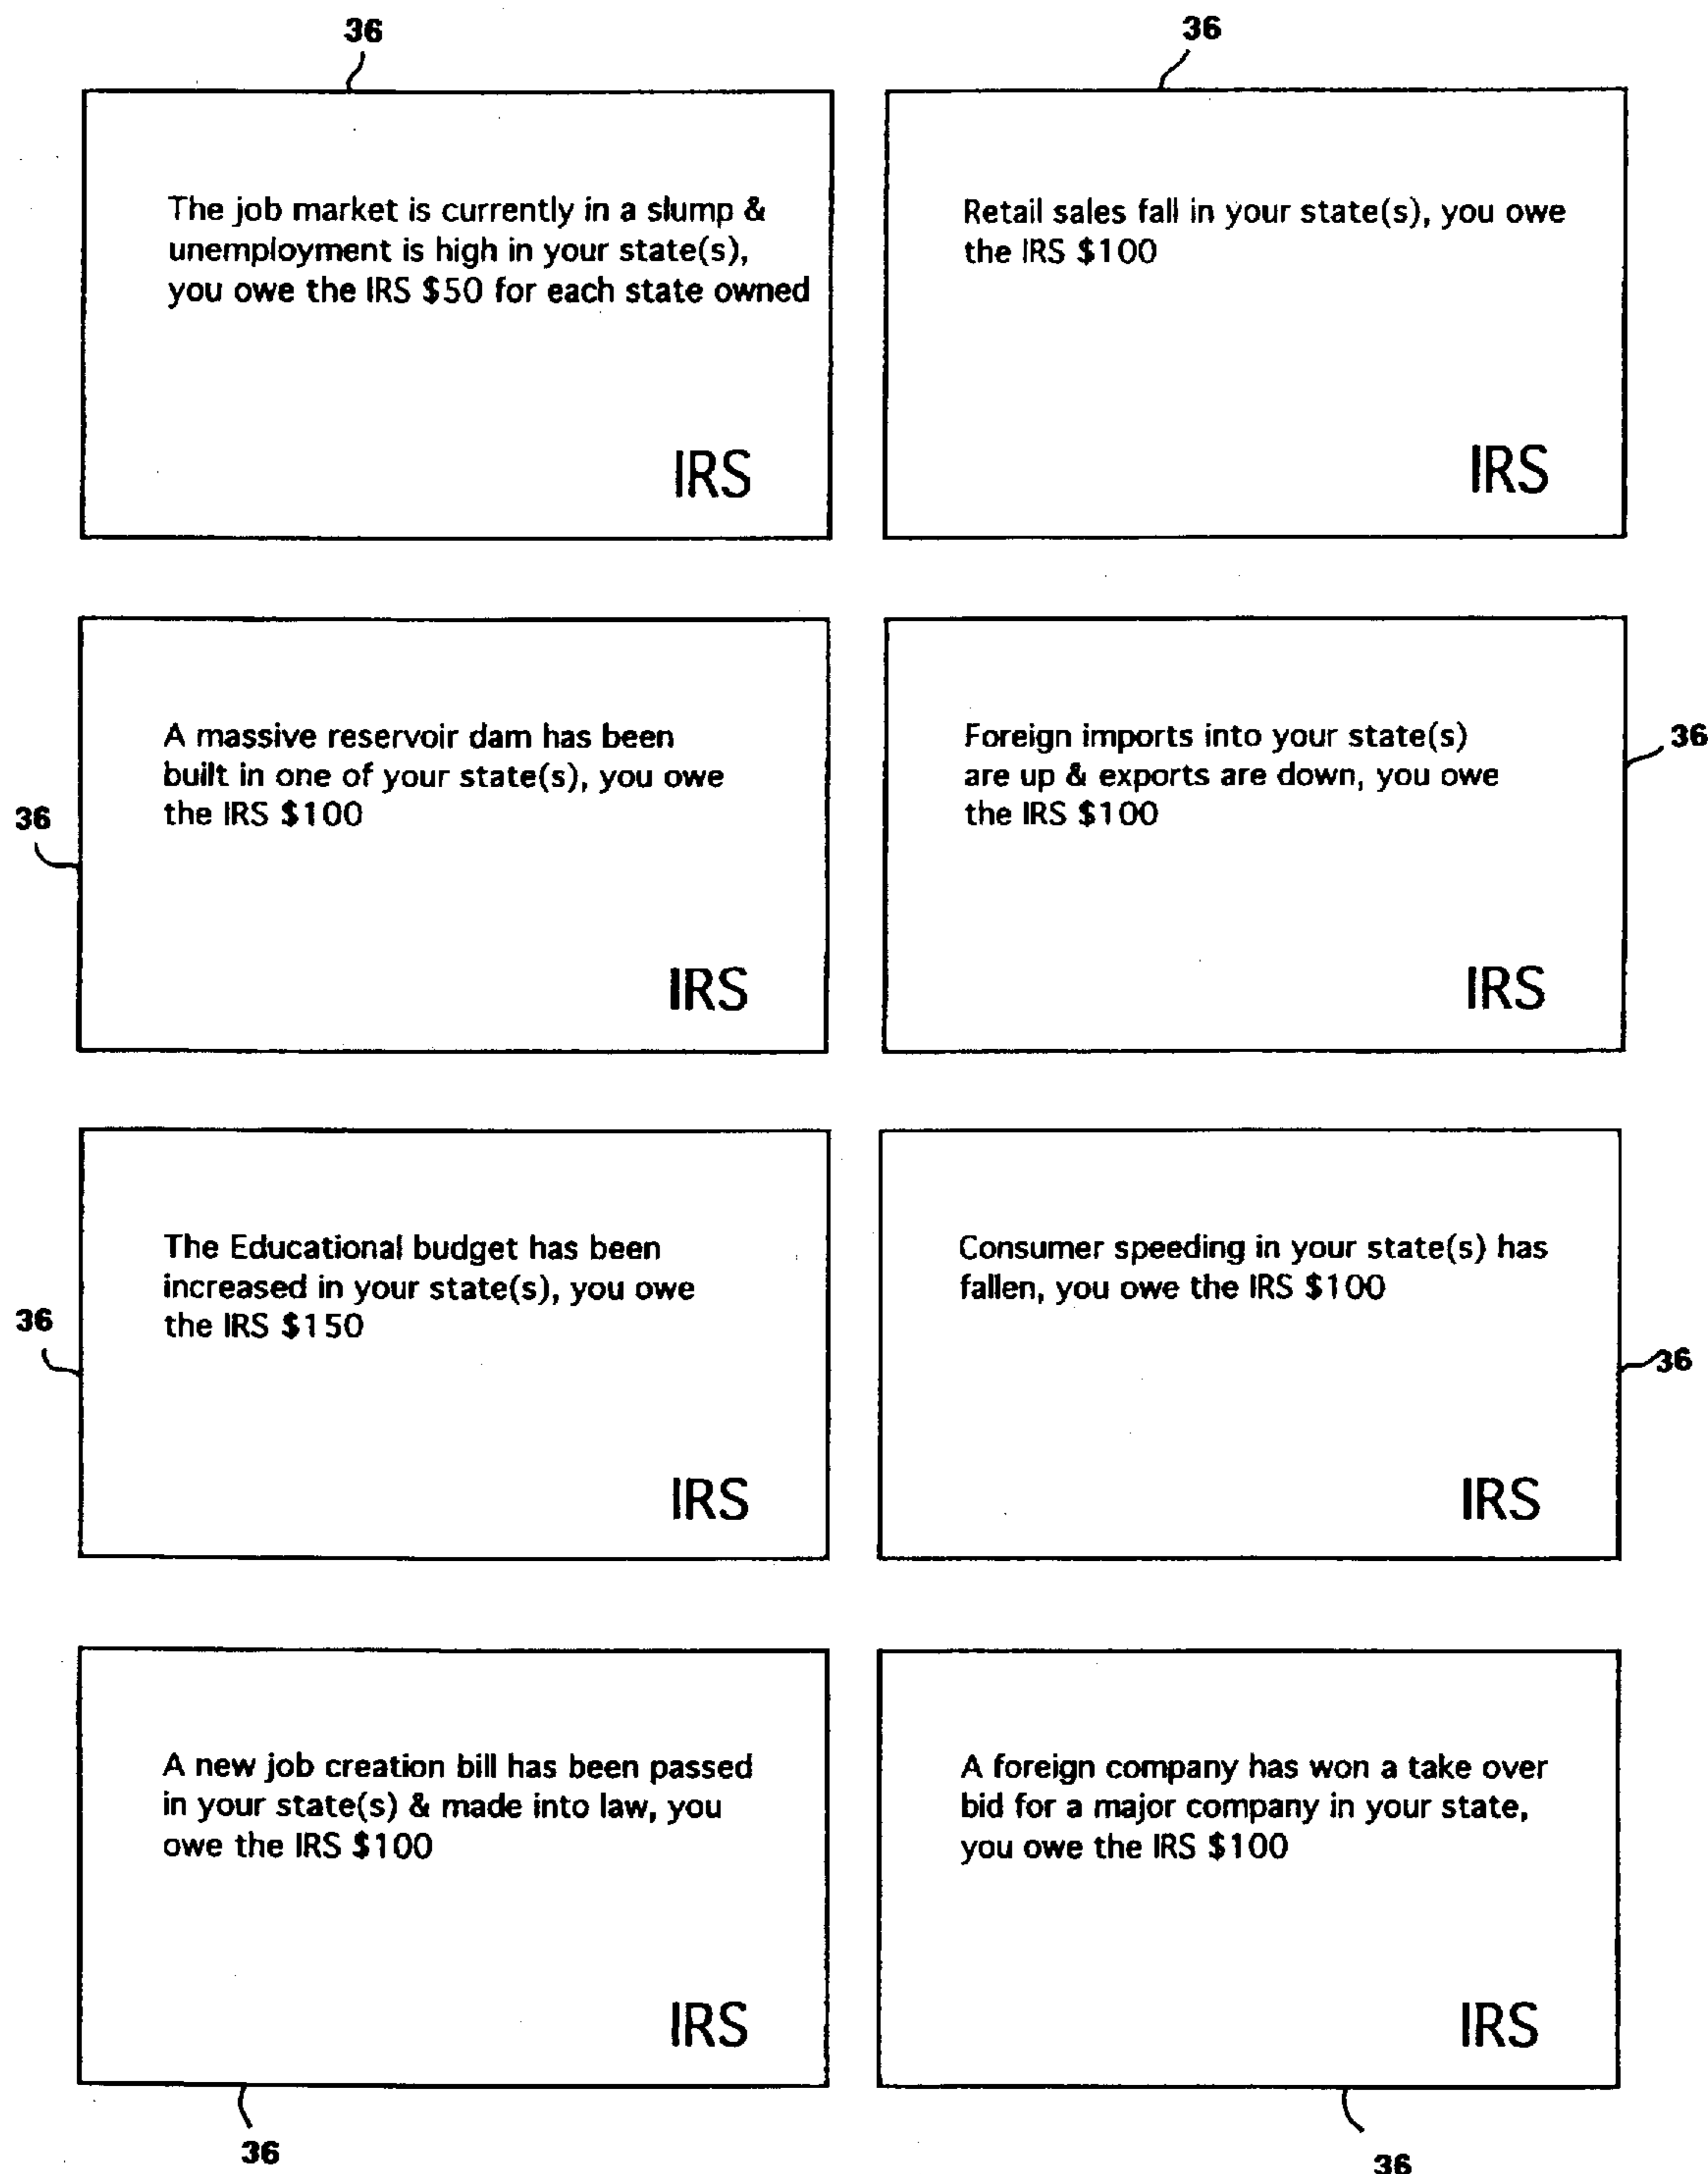 36
36
The job market is currently in a slump &
unemployment is high in your state(s),
you owe the IRS $50 for each state owned
IRS
Retail sales fall in your state(s), you owe
the IRS $100
IRS
36
A massive reservoir dam has been
built in one of your state(s), you owe
the IRS $100
IRS
Foreign imports into your state(s)
are up & exports are down, you owe
the IRS $100
IRS
36
36
The Educational budget has been
increased in your state(s), you owe
the IRS $150
IRS
Consumer speeding in your state(s) has
fallen, you owe the IRS $100
IRS
36
A new job creation bill has been passed
in your state(s) & made into law, you
owe the IRS $100
IRS
36
A foreign company has won a take over
bid for a major company in your state,
you owe the IRS $100
IRS
36